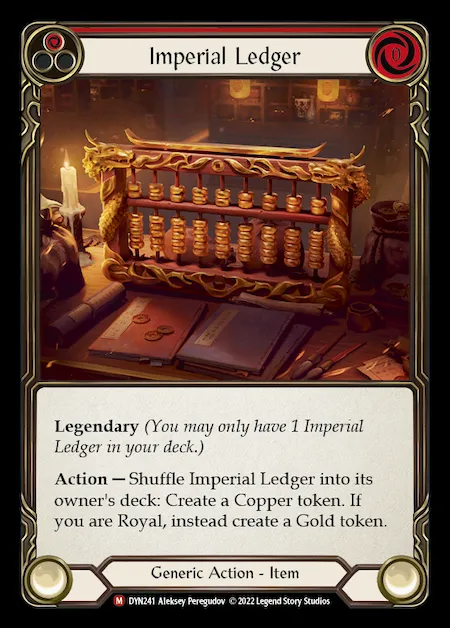 Imperial Ledger
Legendary (You may only have 1 Imperial
Ledger in your deck.)
Action — Shuffle Imperial Ledger into its
owner's deck: Create a Copper token. If
you are Royal, instead create a Gold token.
Generic Action - Item
M DYN241 Aleksey Peregudov © 2022 Legend Story Studios